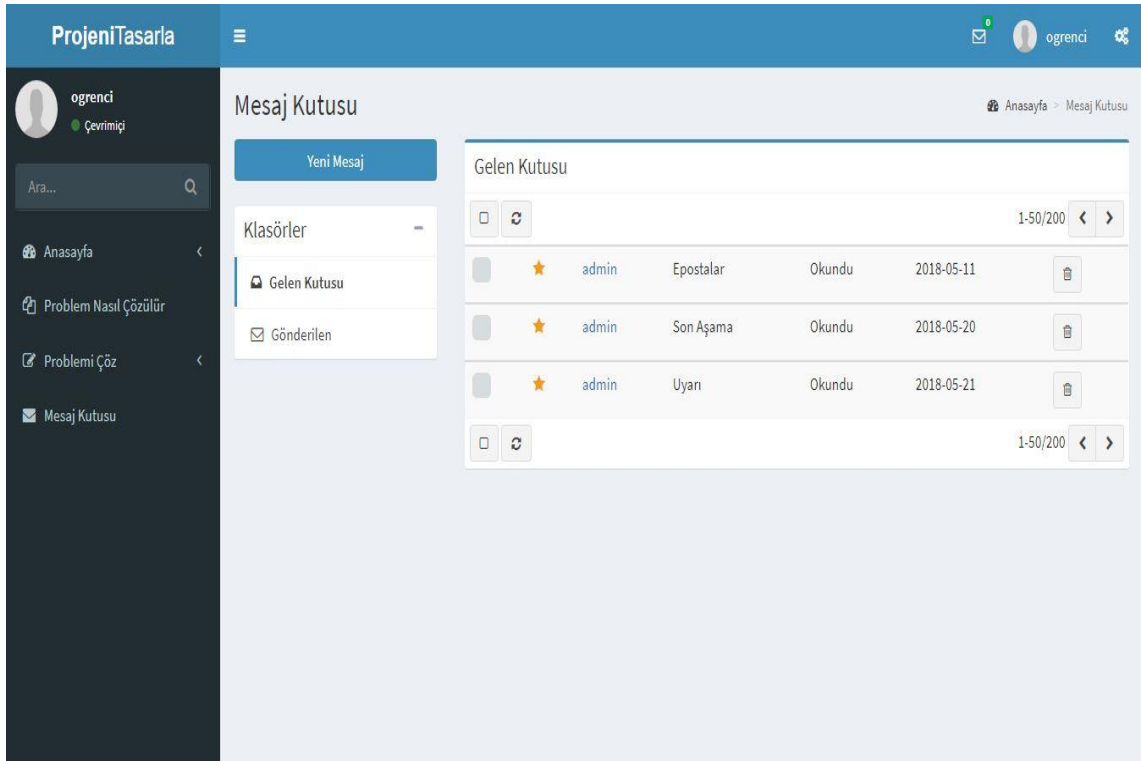 ProjeniTasarla
0
ogrenci
ogrenci
Çevrimiçi
Ara...
Anasayfa
Problem Nasıl Çözülür
Problemi Çöz
Mesaj Kutusu
Mesaj Kutusu
Anasayfa > Mesaj Kutusu
Yeni Mesaj
Klasörler
Gelen Kutusu
Gönderilen
Gelen Kutusu
1-50/200
admin Epostalar Okundu 2018-05-11
admin Son Aşama Okundu 2018-05-20
admin Uyarı Okundu 2018-05-21
1-50/200